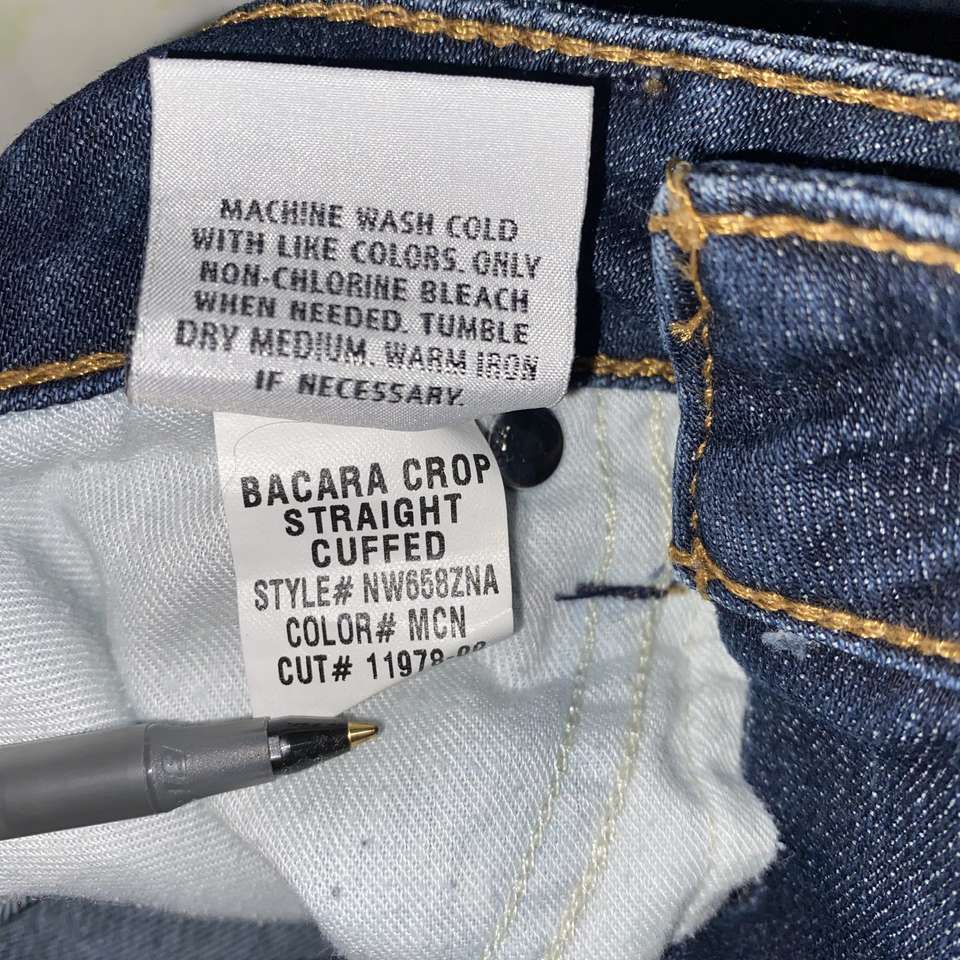 MACHINE WASH COLD
WITH LIKE COLORS. ONLY
NON-CHLORINE BLEACH
WHEN NEEDED. TUMBLE
DRY MEDIUM. WARM IRON
IF NECESSARY.
BACARA CROP
STRAIGHT
CUFFED
STYLE# NW658ZNA
COLOR# MCN
CUT#